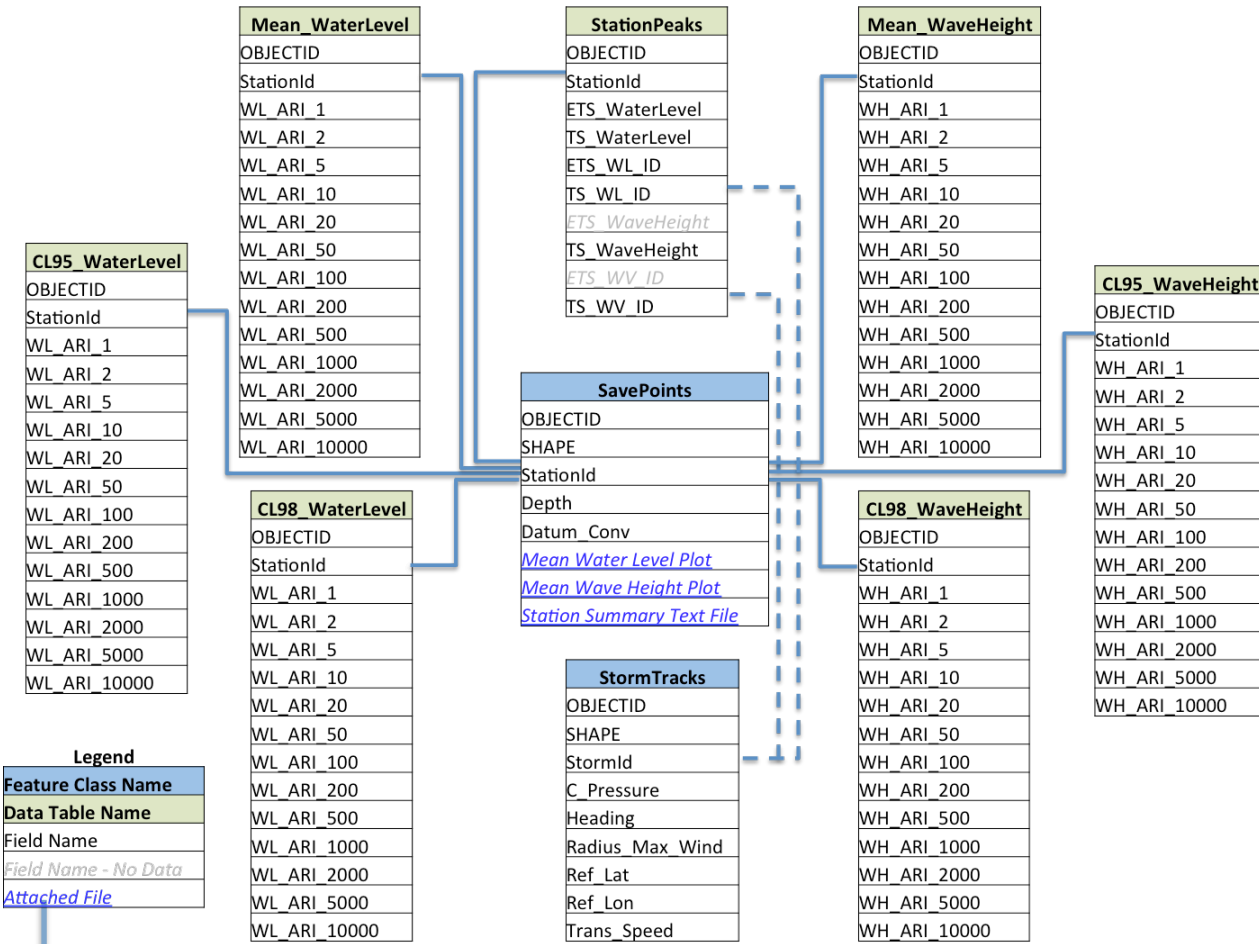 Mean_WaterLevel
OBJECTID
StationId
WL_ARI_1
WL_ARI_2
WL_ARI_5
WL_ARI_10
WL_ARI_20
WL_ARI_50
WL_ARI_100
WL_ARI_200
WL_ARI_500
WL_ARI_1000
WL_ARI_2000
WL_ARI_5000
WL_ARI_10000
StationPeaks
OBJECTID
StationId
ETS_WaterLevel
TS_WaterLevel
ETS_WL_ID
TS_WL_ID
ETS_WaveHeight
TS_WaveHeight
ETS_WV_ID
TS_WV_ID
Mean_WaveHeight
OBJECTID
StationId
WH_ARI_1
WH_ARI_2
WH_ARI_5
WH_ARI_10
WH_ARI_20
WH_ARI_50
WH_ARI_100
WH_ARI_200
WH_ARI_500
WH_ARI_1000
WH_ARI_2000
WH_ARI_5000
WH_ARI_10000
CL95_WaterLevel
OBJECTID
StationId
WL_ARI_1
WL_ARI_2
WL_ARI_5
WL_ARI_10
WL_ARI_20
WL_ARI_50
WL_ARI_100
WL_ARI_200
WL_ARI_500
WL_ARI_1000
WL_ARI_2000
WL_ARI_5000
WL_ARI_10000
CL95_WaveHeight
OBJECTID
StationId
WH_ARI_1
WH_ARI_2
WH_ARI_5
WH_ARI_10
WH_ARI_20
WH_ARI_50
WH_ARI_100
WH_ARI_200
WH_ARI_500
WH_ARI_1000
WH_ARI_2000
WH_ARI_5000
WH_ARI_10000
SavePoints
OBJECTID
SHAPE
StationId
Depth
Datum_Conv
Mean Water Level Plot
Mean Wave Height Plot
Station Summary Text File
CL98_WaterLevel
OBJECTID
StationId
WL_ARI_1
WL_ARI_2
WL_ARI_5
WL_ARI_10
WL_ARI_20
WL_ARI_50
WL_ARI_100
WL_ARI_200
WL_ARI_500
WL_ARI_1000
WL_ARI_2000
WL_ARI_5000
WL_ARI_10000
CL98_WaveHeight
OBJECTID
StationId
WH_ARI_1
WH_ARI_2
WH_ARI_5
WH_ARI_10
WH_ARI_20
WH_ARI_50
WH_ARI_100
WH_ARI_200
WH_ARI_500
WH_ARI_1000
WH_ARI_2000
WH_ARI_5000
WH_ARI_10000
StormTracks
OBJECTID
SHAPE
StormId
C_Pressure
Heading
Radius_Max_Wind
Ref_Lat
Ref_Lon
Trans_Speed
Legend
Feature Class Name
Data Table Name
Field Name
Field Name - No Data
Attached File